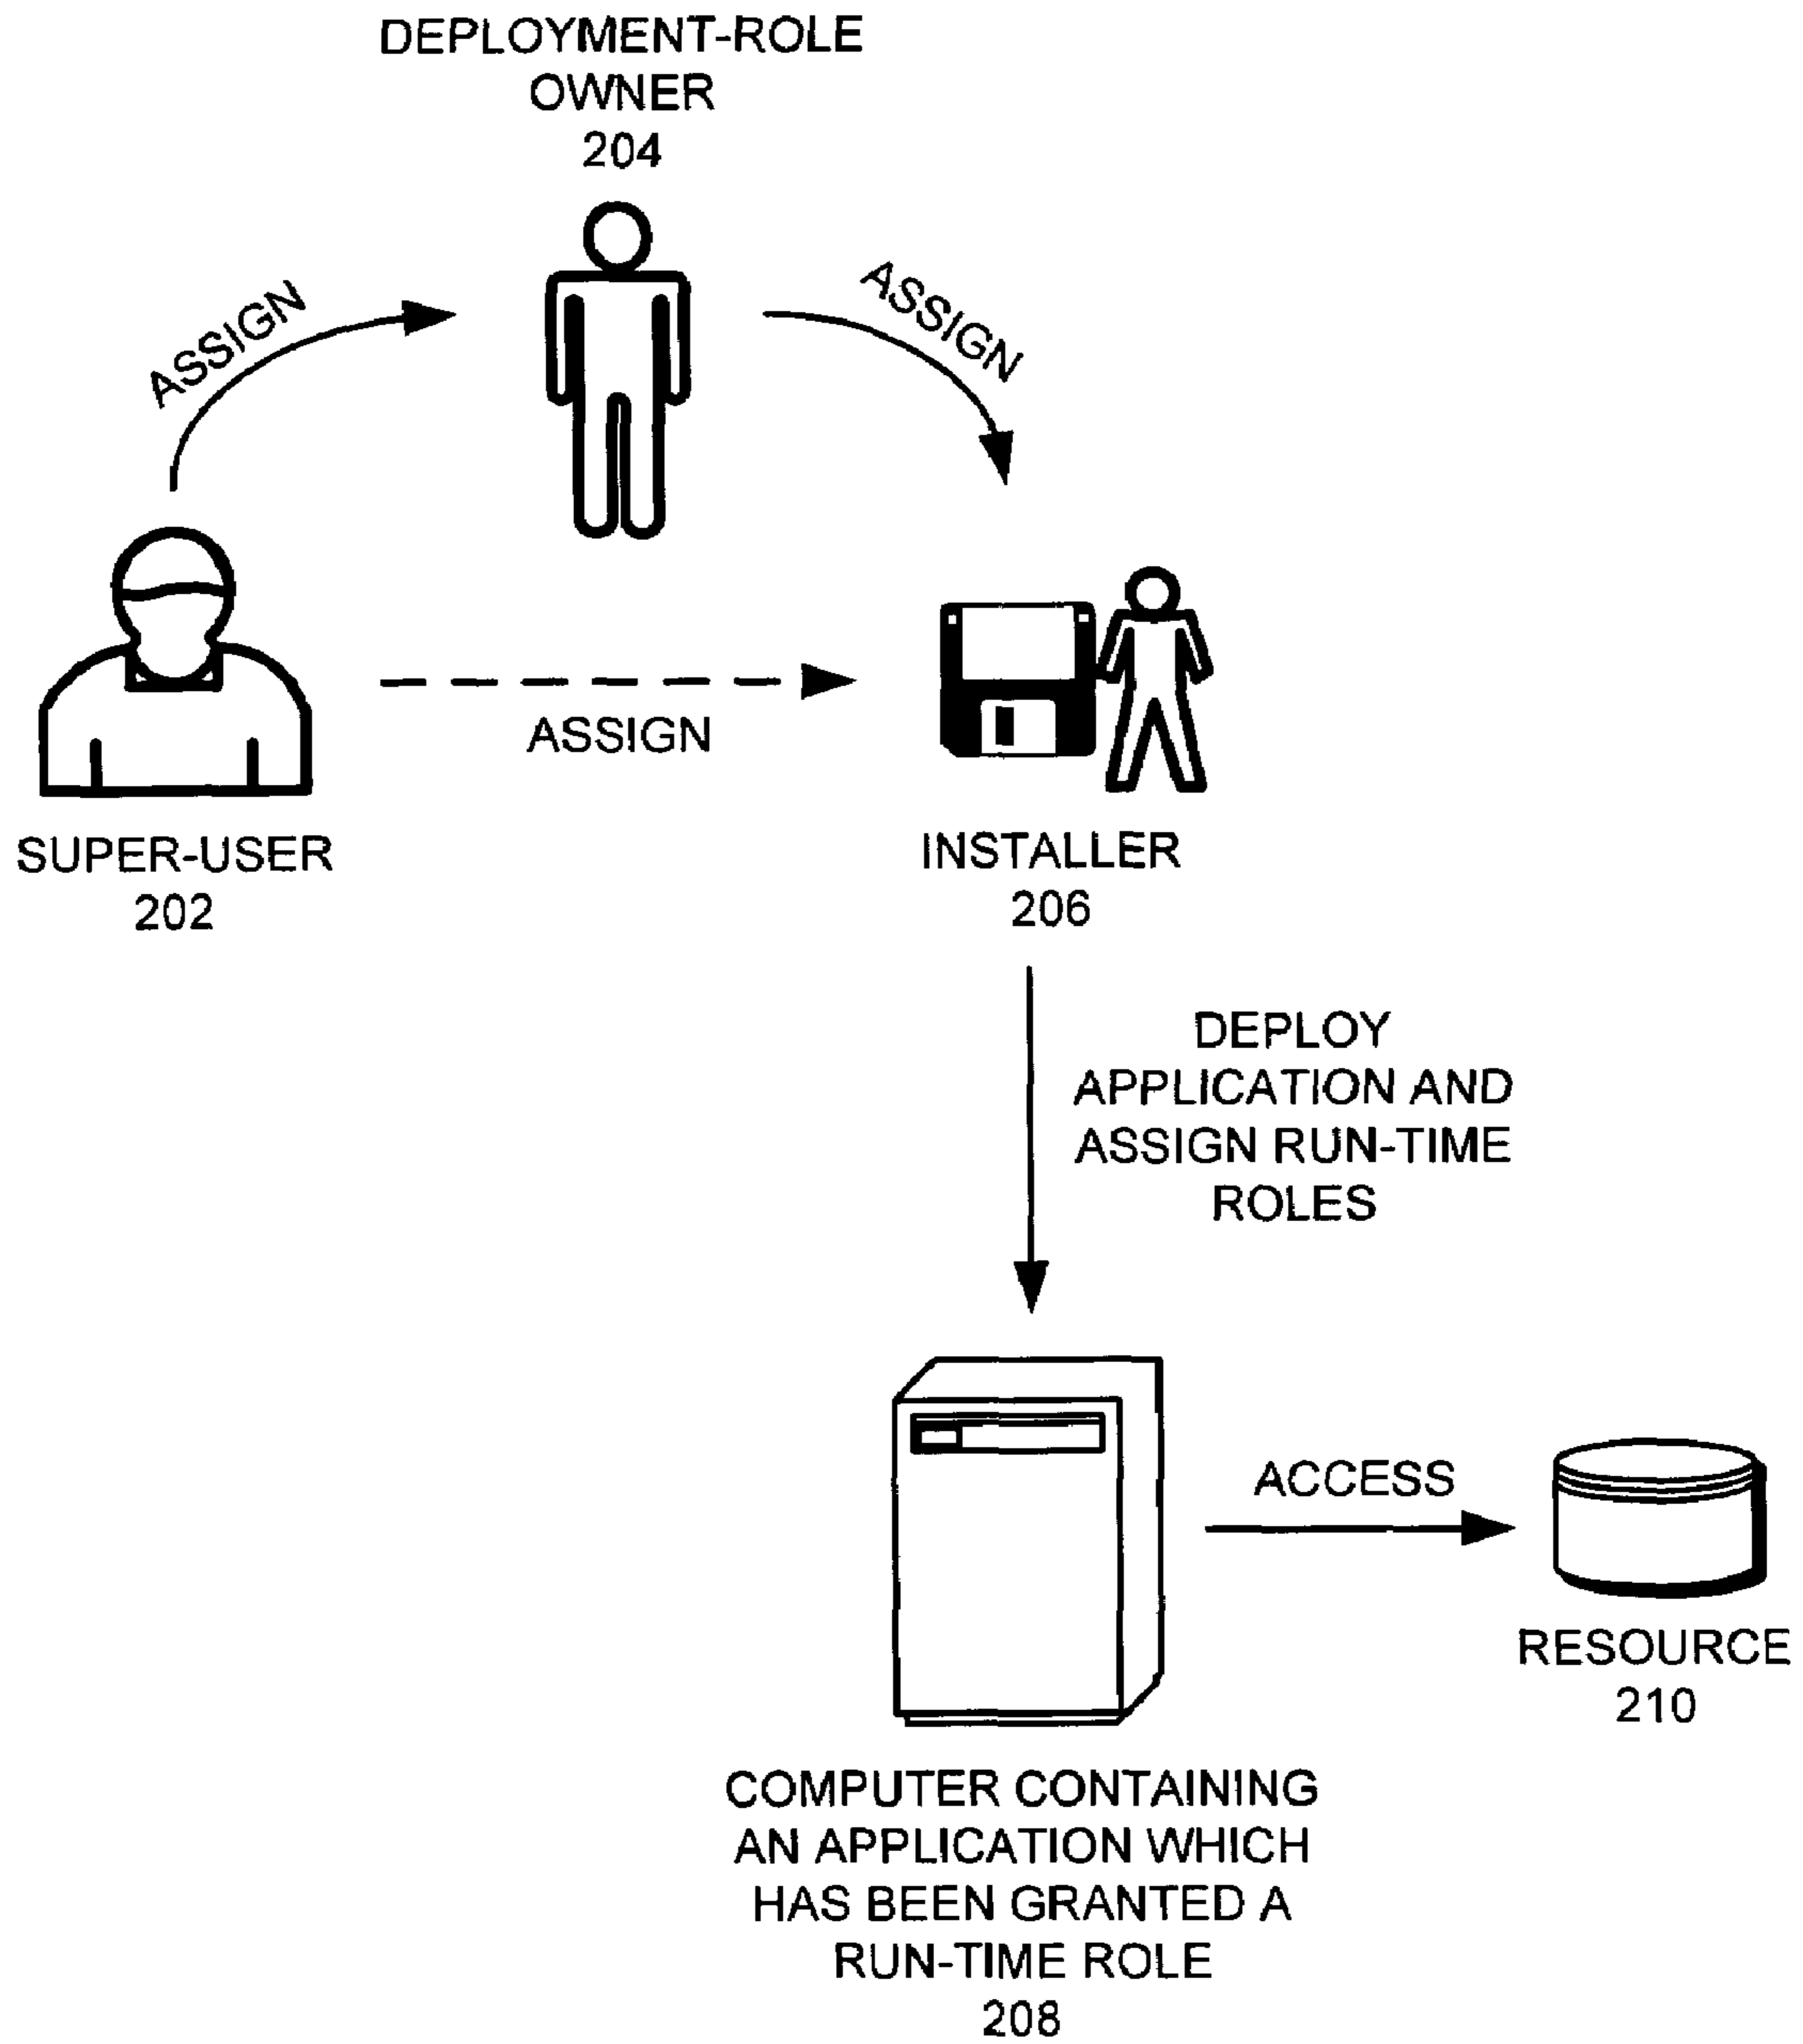 DEPLOYMENT-ROLE
OWNER
204
ASSIGN
ASSIGN
ASSIGN
SUPER-USER
202
INSTALLER
206
DEPLOY
APPLICATION AND
ASSIGN RUN-TIME
ROLES
ACCESS
RESOURCE
210
COMPUTER CONTAINING
AN APPLICATION WHICH
HAS BEEN GRANTED A
RUN-TIME ROLE
208